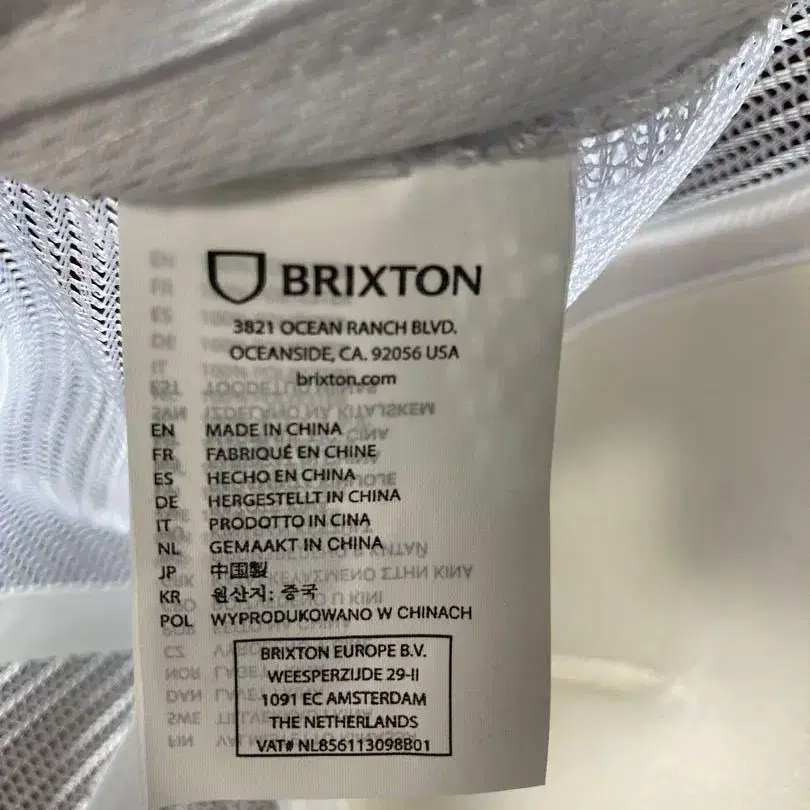 BRIXTON
3821 OCEAN RANCH BLVD.
OCEANSIDE, CA. 92056 USA
brixton.com
EN MADE IN CHINA
FR FABRIQUÉ EN CHINE
ES HECHO EN CHINA
DE HERGESTELLT IN CHINA
IT PRODOTTO IN CINA
NL GEMAAKT IN CHINA
JP 中国製
KR 원산지: 중국
POL WYPRODUKOWANO W CHINACH
BRIXTON EUROPE B.V.
WEESPERZIJDE 29-II
1091 EC AMSTERDAM
THE NETHERLANDS
VAT# NL856113098B01